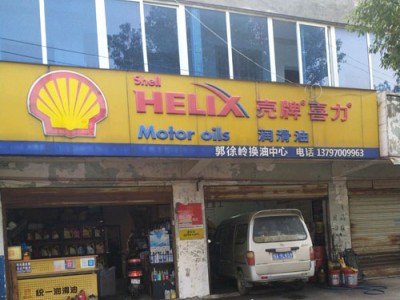 Shell
HELIX 壳牌 喜力
Motor oils 润滑油
郭徐岭换油中心 电话 13797009963
统一润滑油